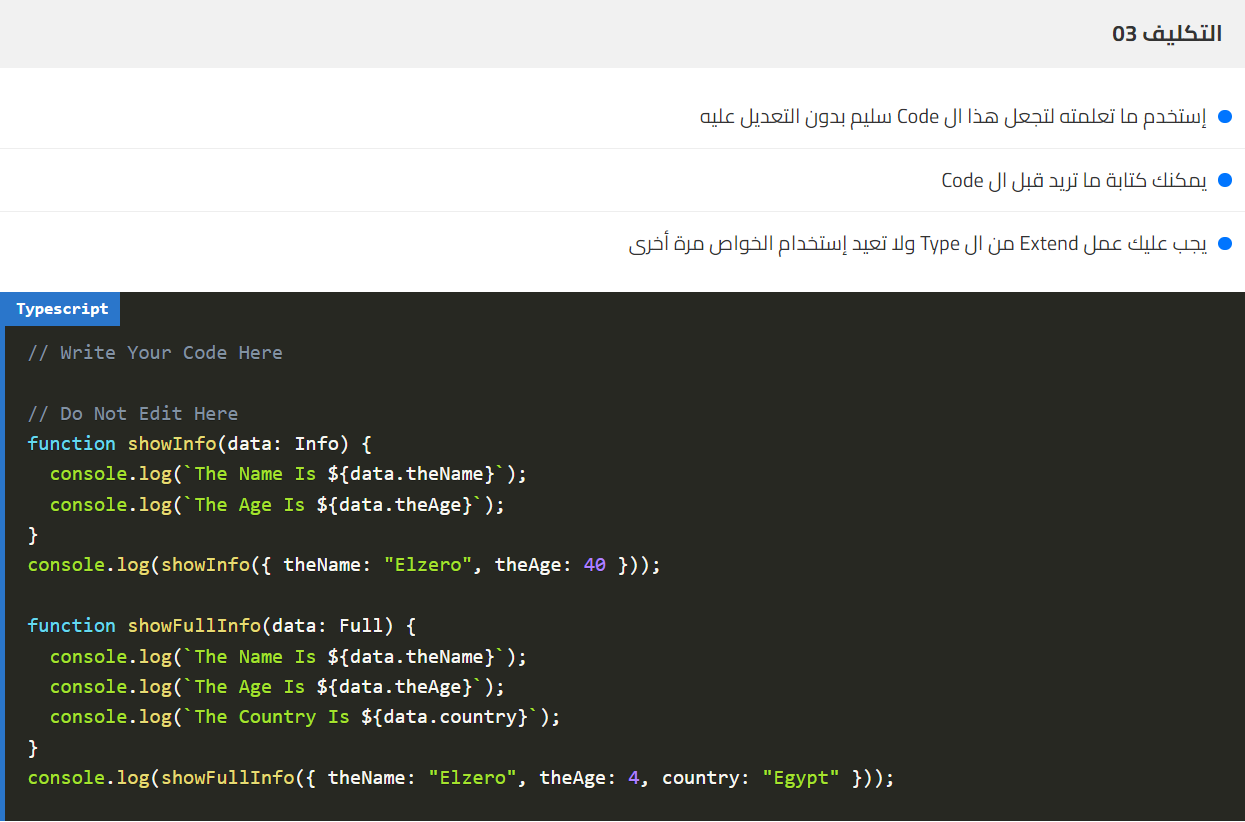 التكليف 03
إستخدم ما تعلمته لتجعل هذا ال Code سليم بدون التعديل عليه
يمكنك كتابة ما تريد قبل ال Code
يجب عليك عمل Extend من ال Type ولا تعيد إستخدام الخواص مرة أخرى
Typescript
// Write Your Code Here
// Do Not Edit Here
function showInfo(data: Info) {
  console.log(`The Name Is ${data.theName}`);
  console.log(`The Age Is ${data.theAge}`);
}
console.log(showInfo({ theName: "Elzero", theAge: 40 }));
function showFullInfo(data: Full) {
  console.log(`The Name Is ${data.theName}`);
  console.log(`The Age Is ${data.theAge}`);
  console.log(`The Country Is ${data.country}`);
}
console.log(showFullInfo({ theName: "Elzero", theAge: 4, country: "Egypt" }));